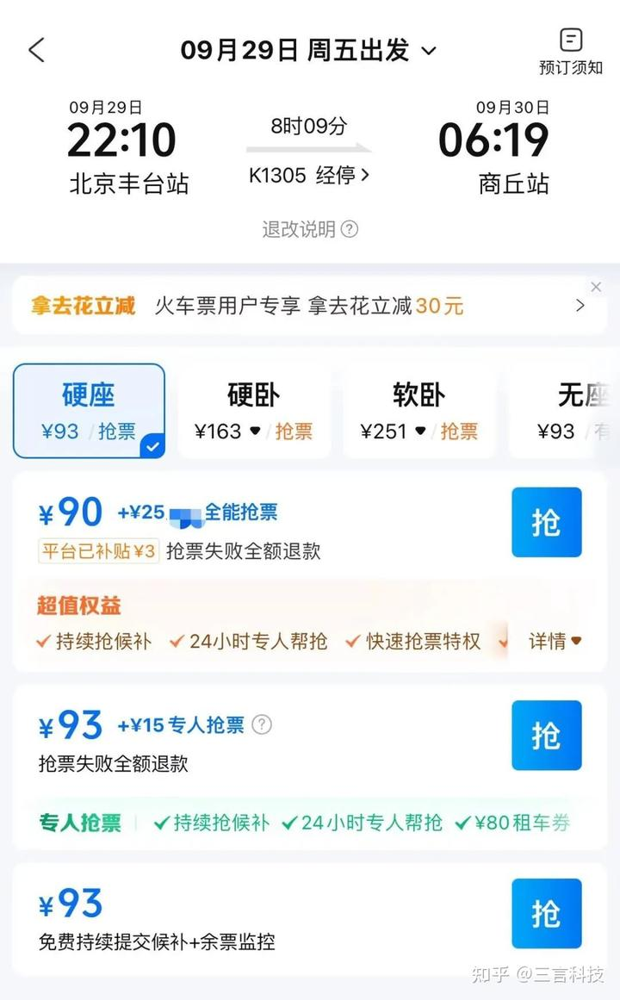 09月29日 周五出发
预订须知
09月29日
22:10
北京丰台站
8时09分
K1305 经停
09月30日
06:19
商丘站
退改说明
拿去花立减 火车票用户专享 拿去花立减30元
硬座
¥93 / 抢票
硬卧
¥163 / 抢票
软卧
¥251 / 抢票
无座
¥93 / 有
¥90 +¥25 全能抢票
平台已补贴¥3 抢票失败全额退款
抢
超值权益
持续抢候补 24小时专人帮抢 快速抢票特权 详情
¥93 +¥15 专人抢票
抢票失败全额退款
抢
专人抢票 持续抢候补 24小时专人帮抢 ¥80租车券
¥93
免费持续提交候补+余票监控
抢
知乎 @三言科技